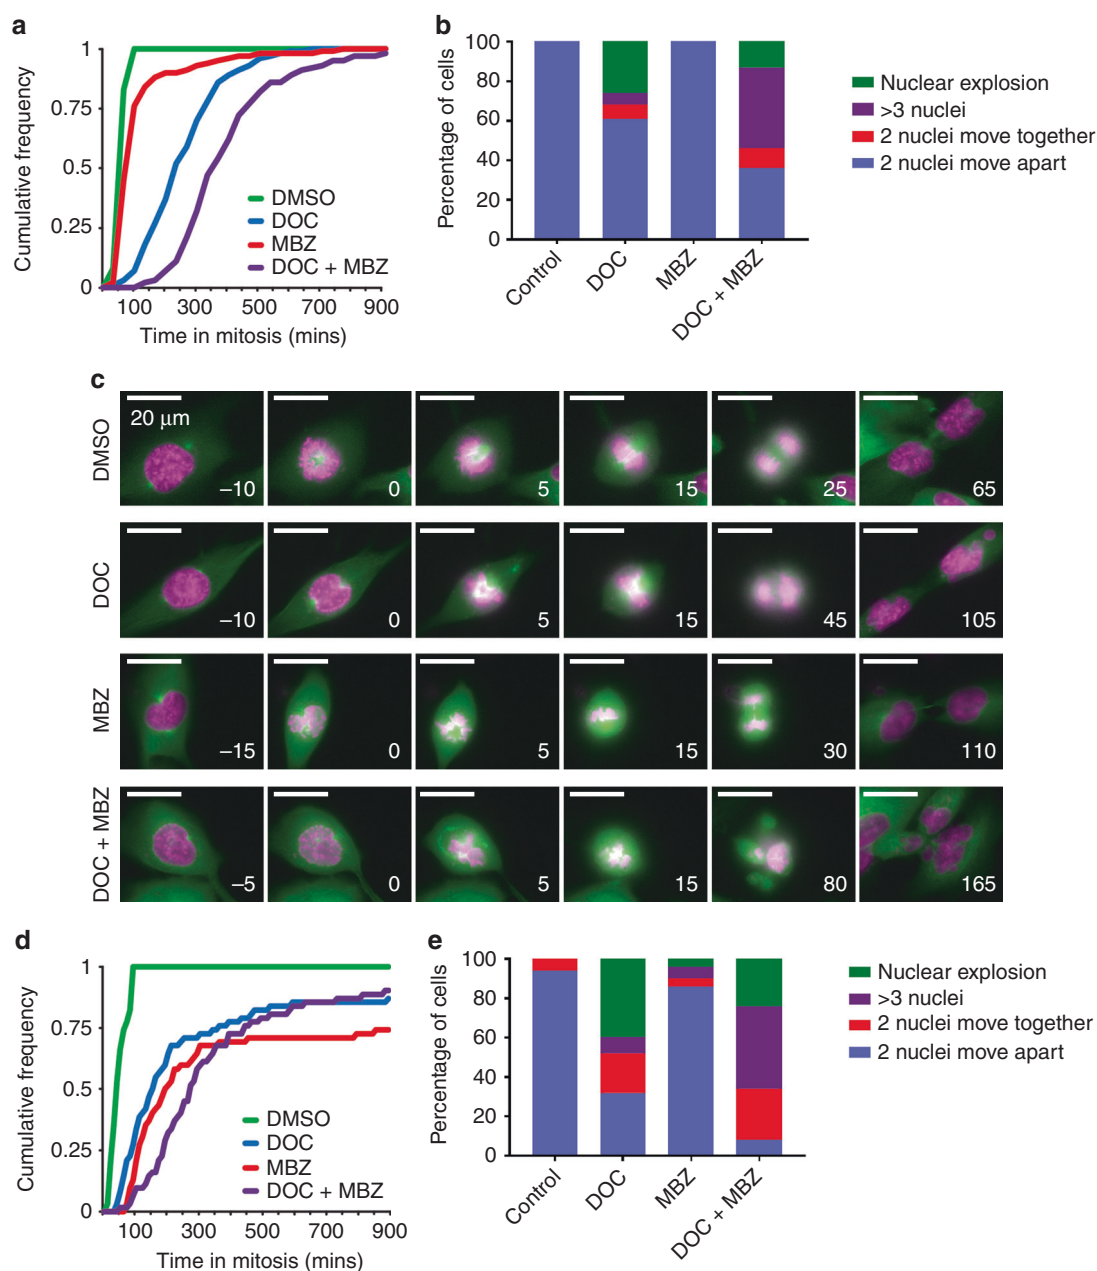 a
Cumulative frequency
1
0.75
0.5
0.25
0
100 300 500 700 900
Time in mitosis (mins)
DMSO
DOC
MBZ
DOC + MBZ
b
Percentage of cells
100
80
60
40
20
0
Control
DOC
MBZ
DOC + MBZ
Nuclear explosion
>3 nuclei
2 nuclei move together
2 nuclei move apart
c
DMSO
20 μm
–10 0 5 15 25 65
DOC
–10 0 5 15 45 105
MBZ
–15 0 5 15 30 110
DOC + MBZ
–5 0 5 15 80 165
d
Cumulative frequency
1
0.75
0.5
0.25
0
100 300 500 700 900
Time in mitosis (mins)
DMSO
DOC
MBZ
DOC + MBZ
e
Percentage of cells
100
80
60
40
20
0
Control
DOC
MBZ
DOC + MBZ
Nuclear explosion
>3 nuclei
2 nuclei move together
2 nuclei move apart